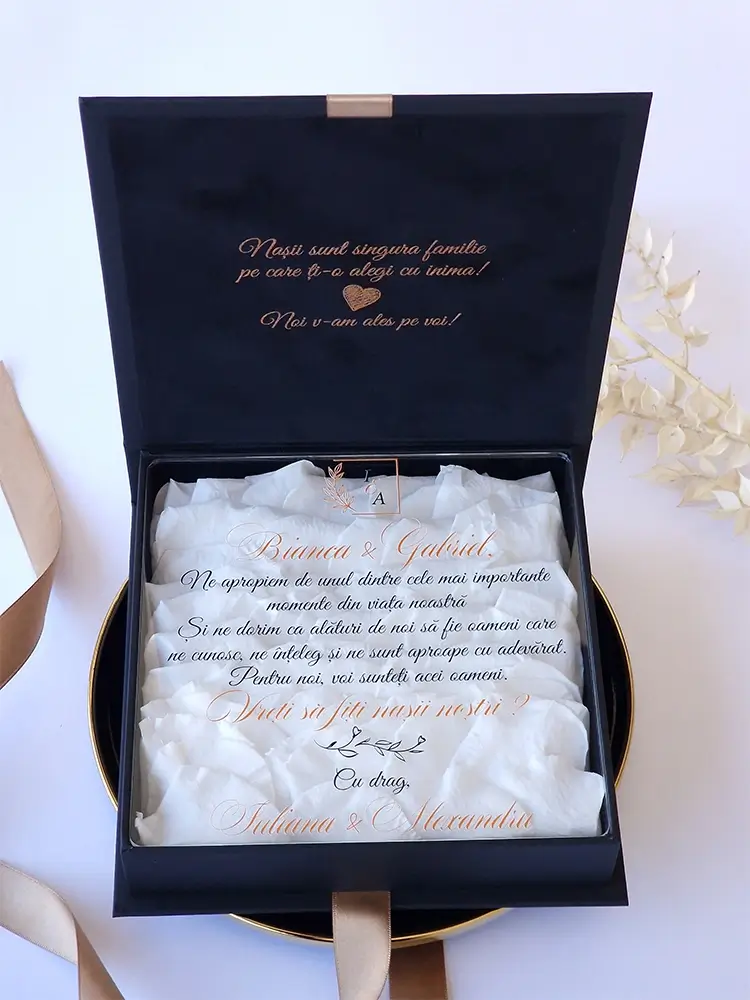 Nașii sunt singura familie
pe care ți-o alegi cu inima!
Noi v-am ales pe voi!
I
A
Bianca & Gabriel,
Ne apropiem de unul dintre cele mai importante
momente din viața noastră
Și ne dorim ca alături de noi să fie oameni care
ne cunosc, ne înțeleg și ne sunt aproape cu adevărat.
Pentru noi, voi sunteți acei oameni.
Vreți să fiți nașii noștri ?
Cu drag,
Iuliana & Alexandru